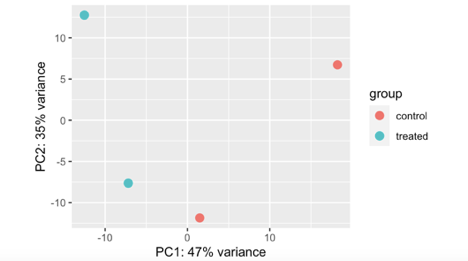 10
5
0
-5
-10
PC2: 35% variance
-10
0
10
PC1: 47% variance
group
control
treated